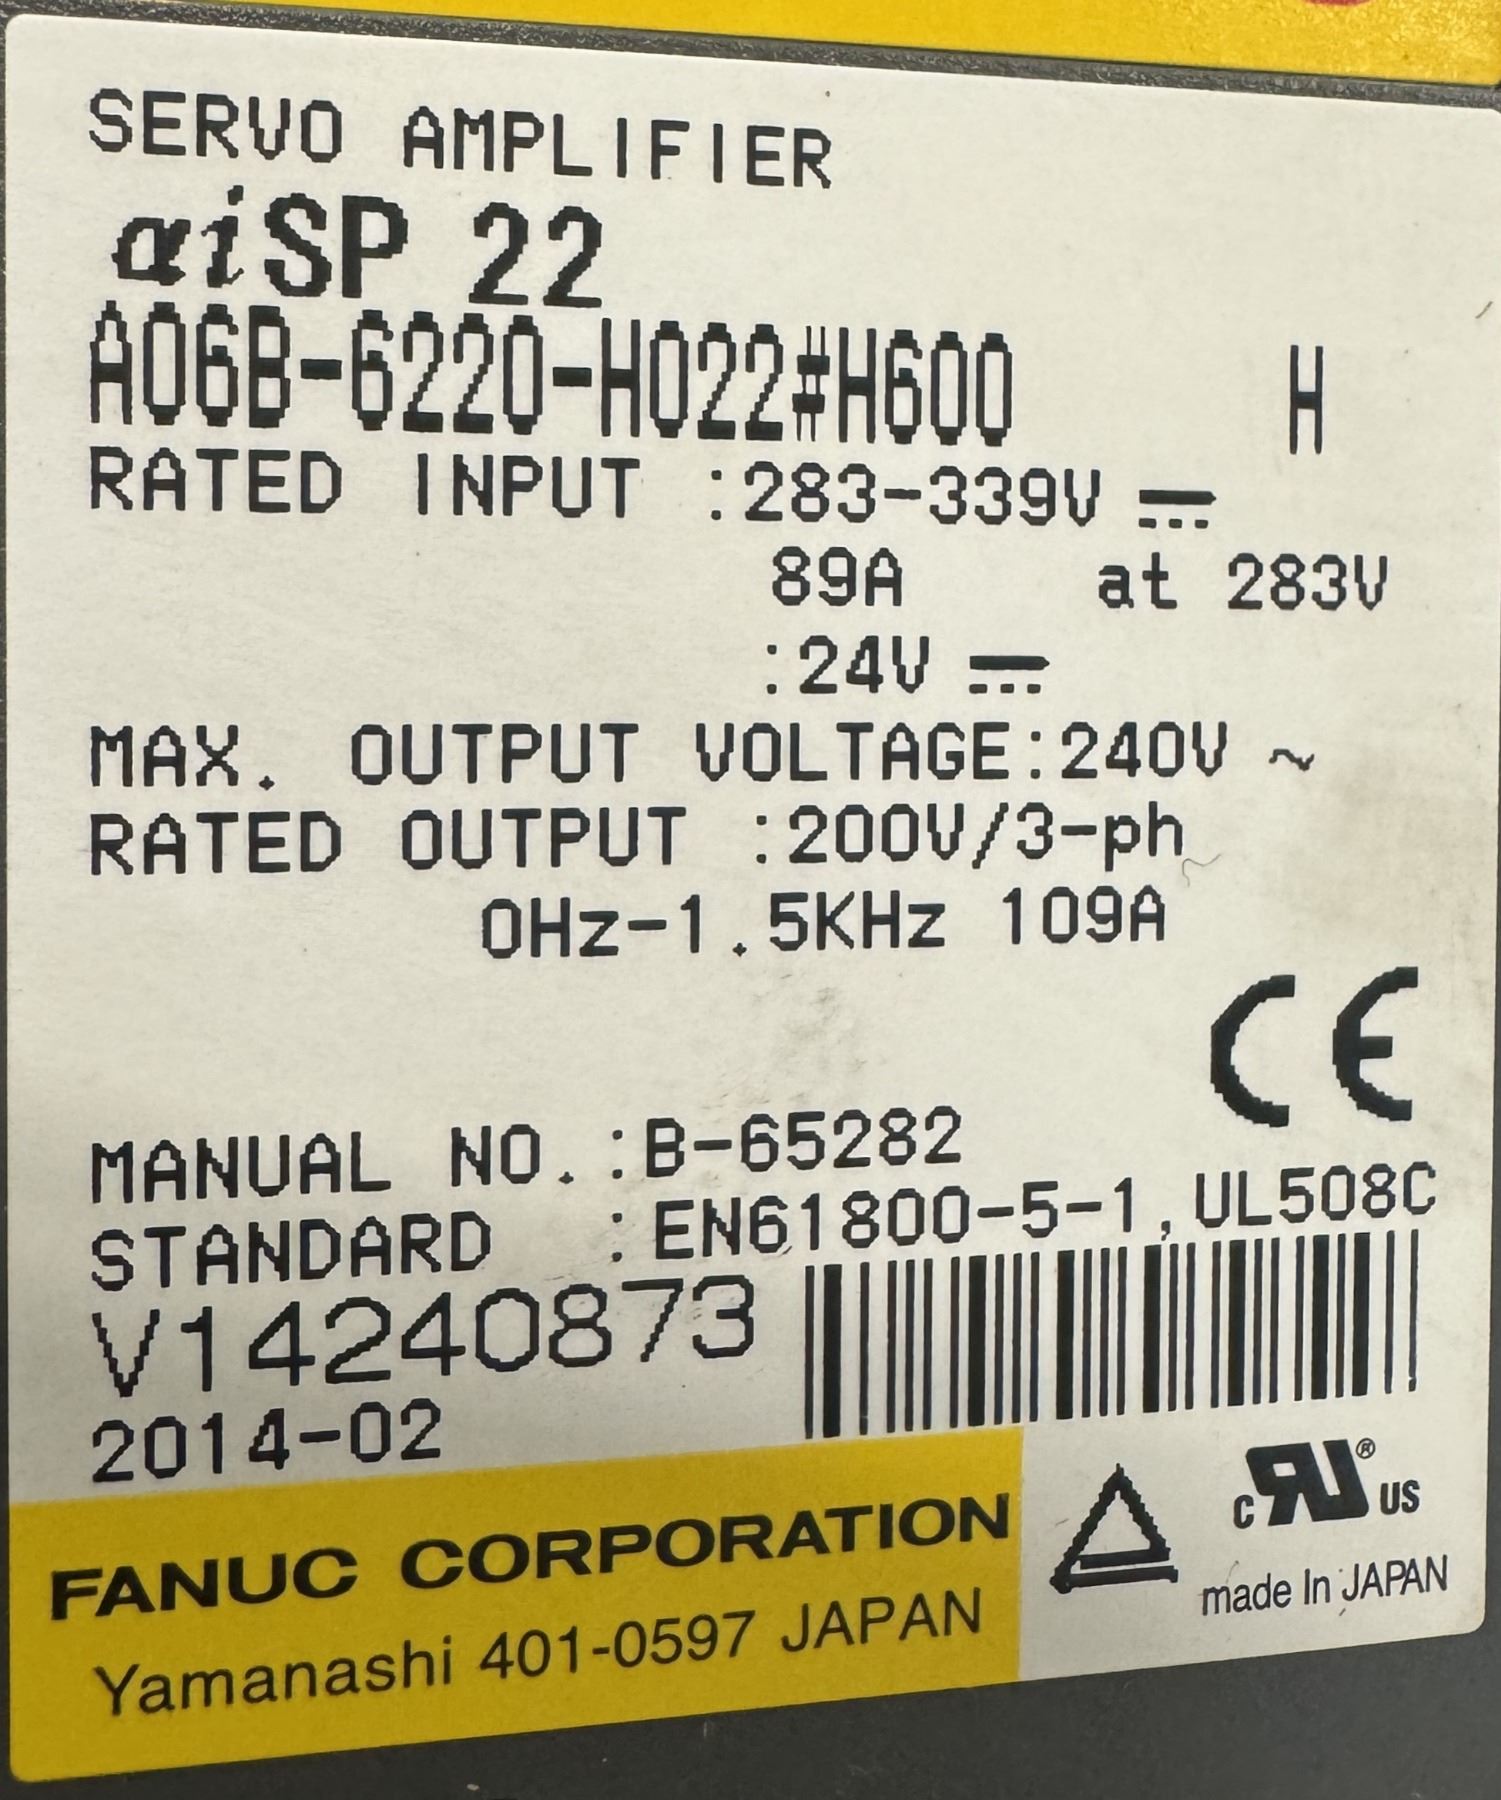 SERVO AMPLIFIER
αiSP 22
A06B-6220-H022#H600 H
RATED INPUT :283-339V ⎓
89A at 283V
:24V ⎓
MAX. OUTPUT VOLTAGE:240V ~
RATED OUTPUT :200V/3-ph
0Hz-1.5KHz 109A
CE
MANUAL NO. :B-65282
STANDARD :EN61800-5-1,UL508C
V14240873
2014-02
FANUC CORPORATION
Yamanashi 401-0597 JAPAN
c RU ® US
made In JAPAN